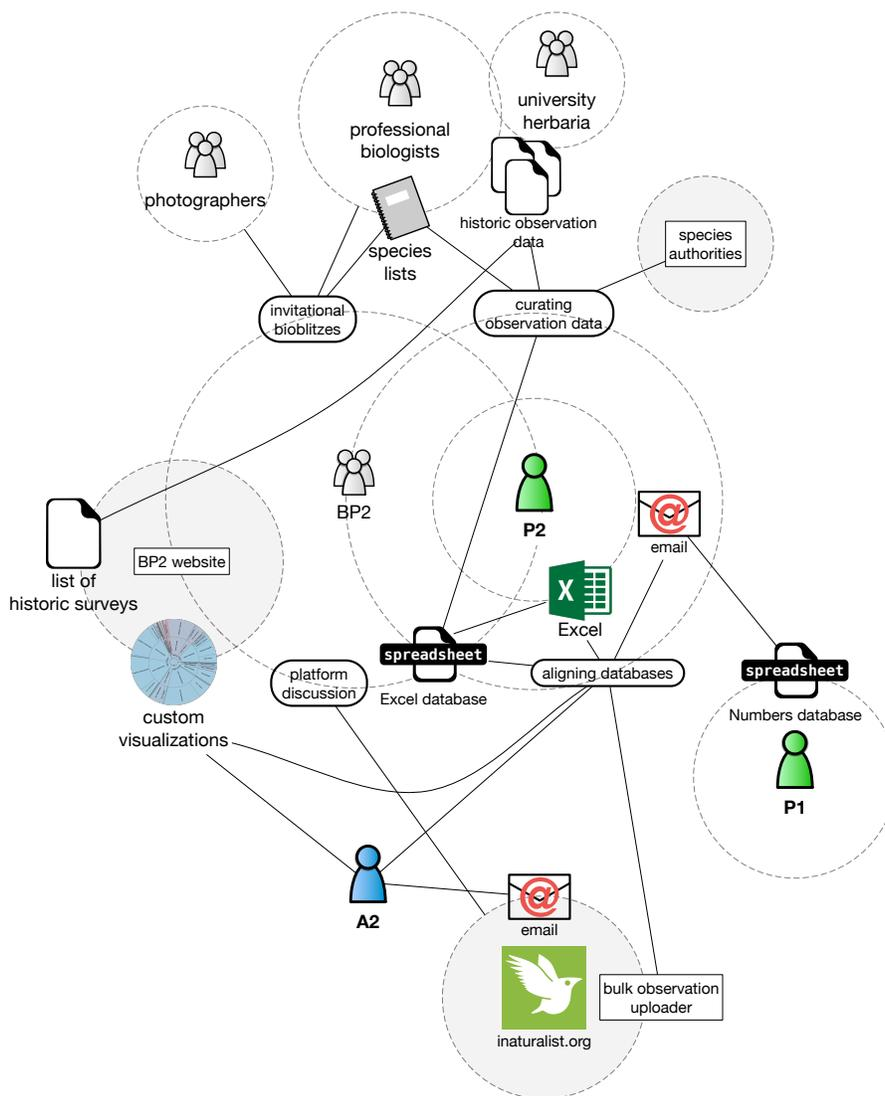 university
herbaria
professional
biologists
photographers
historic observation
data
species
authorities
species
lists
invitational
bioblitzes
curating
observation data
BP2
P2
@
email
BP2 website
list of
historic surveys
X
Excel
spreadsheet
Excel database
platform
discussion
aligning databases
spreadsheet
Numbers database
P1
custom
visualizations
A2
@
email
bulk observation
uploader
inaturalist.org